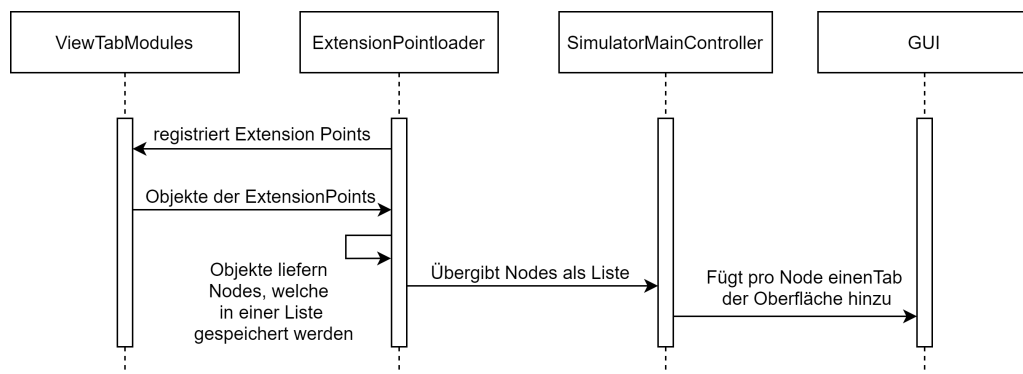 ViewTabModules
ExtensionPointloader
SimulatorMainController
GUI
registriert Extension Points
Objekte der ExtensionPoints
Objekte liefern
Nodes, welche
in einer Liste
gespeichert werden
Übergibt Nodes als Liste
Fügt pro Node einenTab
der Oberfläche hinzu